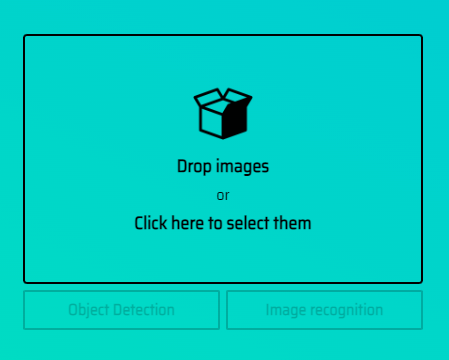 Drop images
or
Click here to select them
Object Detection
Image recognition